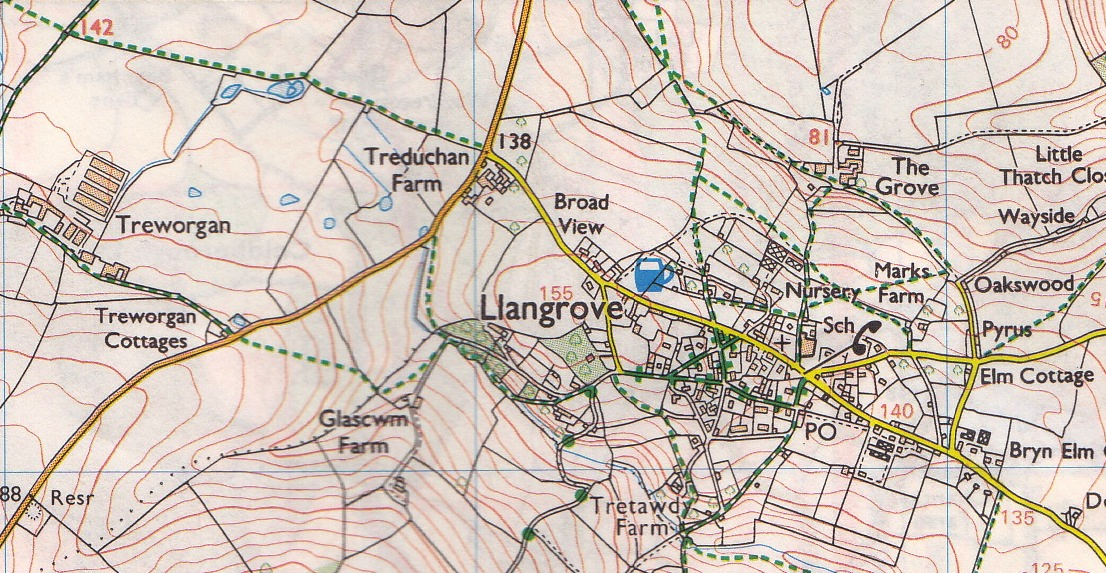 142
80
138
81
Treduchan
Farm
The
Grove
Little
Thatch Clos
Broad
View
Wayside
Treworgan
Marks
Farm
Nursery
Oakswood
155
Llangrove
Treworgan
Cottages
Sch
Pyrus
Elm Cottage
140
Glascwm
Farm
PO
Bryn Elm
88
Resr
Tretawdy
Farm
135
125